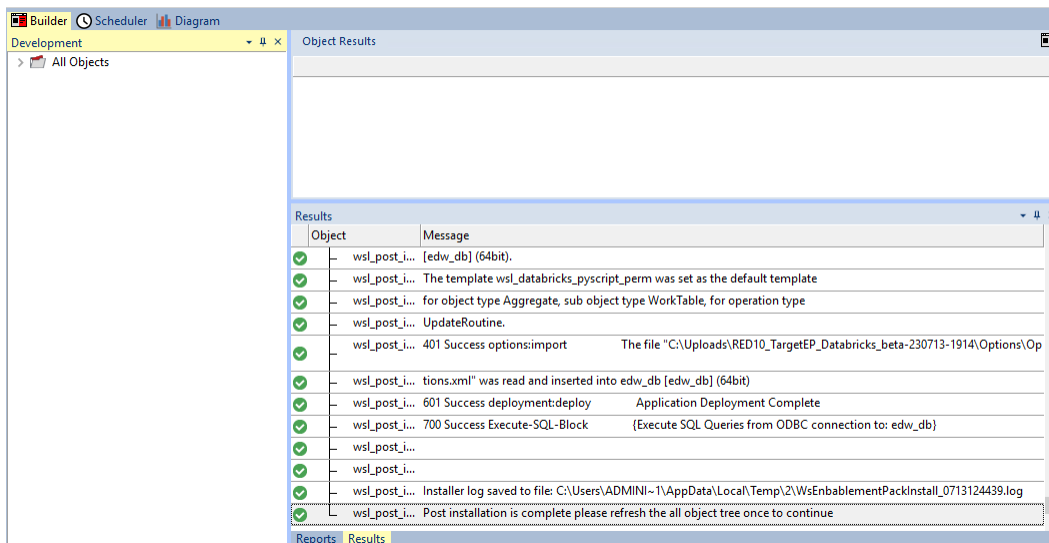 Builder Scheduler Diagram
Development
All Objects
Object Results
Results
Object Message
wsl_post_i... [edw_db] (64bit).
wsl_post_i... The template wsl_databricks_pyscript_perm was set as the default template
wsl_post_i... for object type Aggregate, sub object type WorkTable, for operation type
wsl_post_i... UpdateRoutine.
wsl_post_i... 401 Success options:import The file "C:\Uploads\RED10_TargetEP_Databricks_beta-230713-1914\Options\Op
wsl_post_i... tions.xml" was read and inserted into edw_db [edw_db] (64bit)
wsl_post_i... 601 Success deployment:deploy Application Deployment Complete
wsl_post_i... 700 Success Execute-SQL-Block {Execute SQL Queries from ODBC connection to: edw_db}
wsl_post_i...
wsl_post_i...
wsl_post_i... Installer log saved to file: C:\Users\ADMINI~1\AppData\Local\Temp\2\WsEnbablementPackInstall_0713124439.log
wsl_post_i... Post installation is complete please refresh the all object tree once to continue
Reports Results